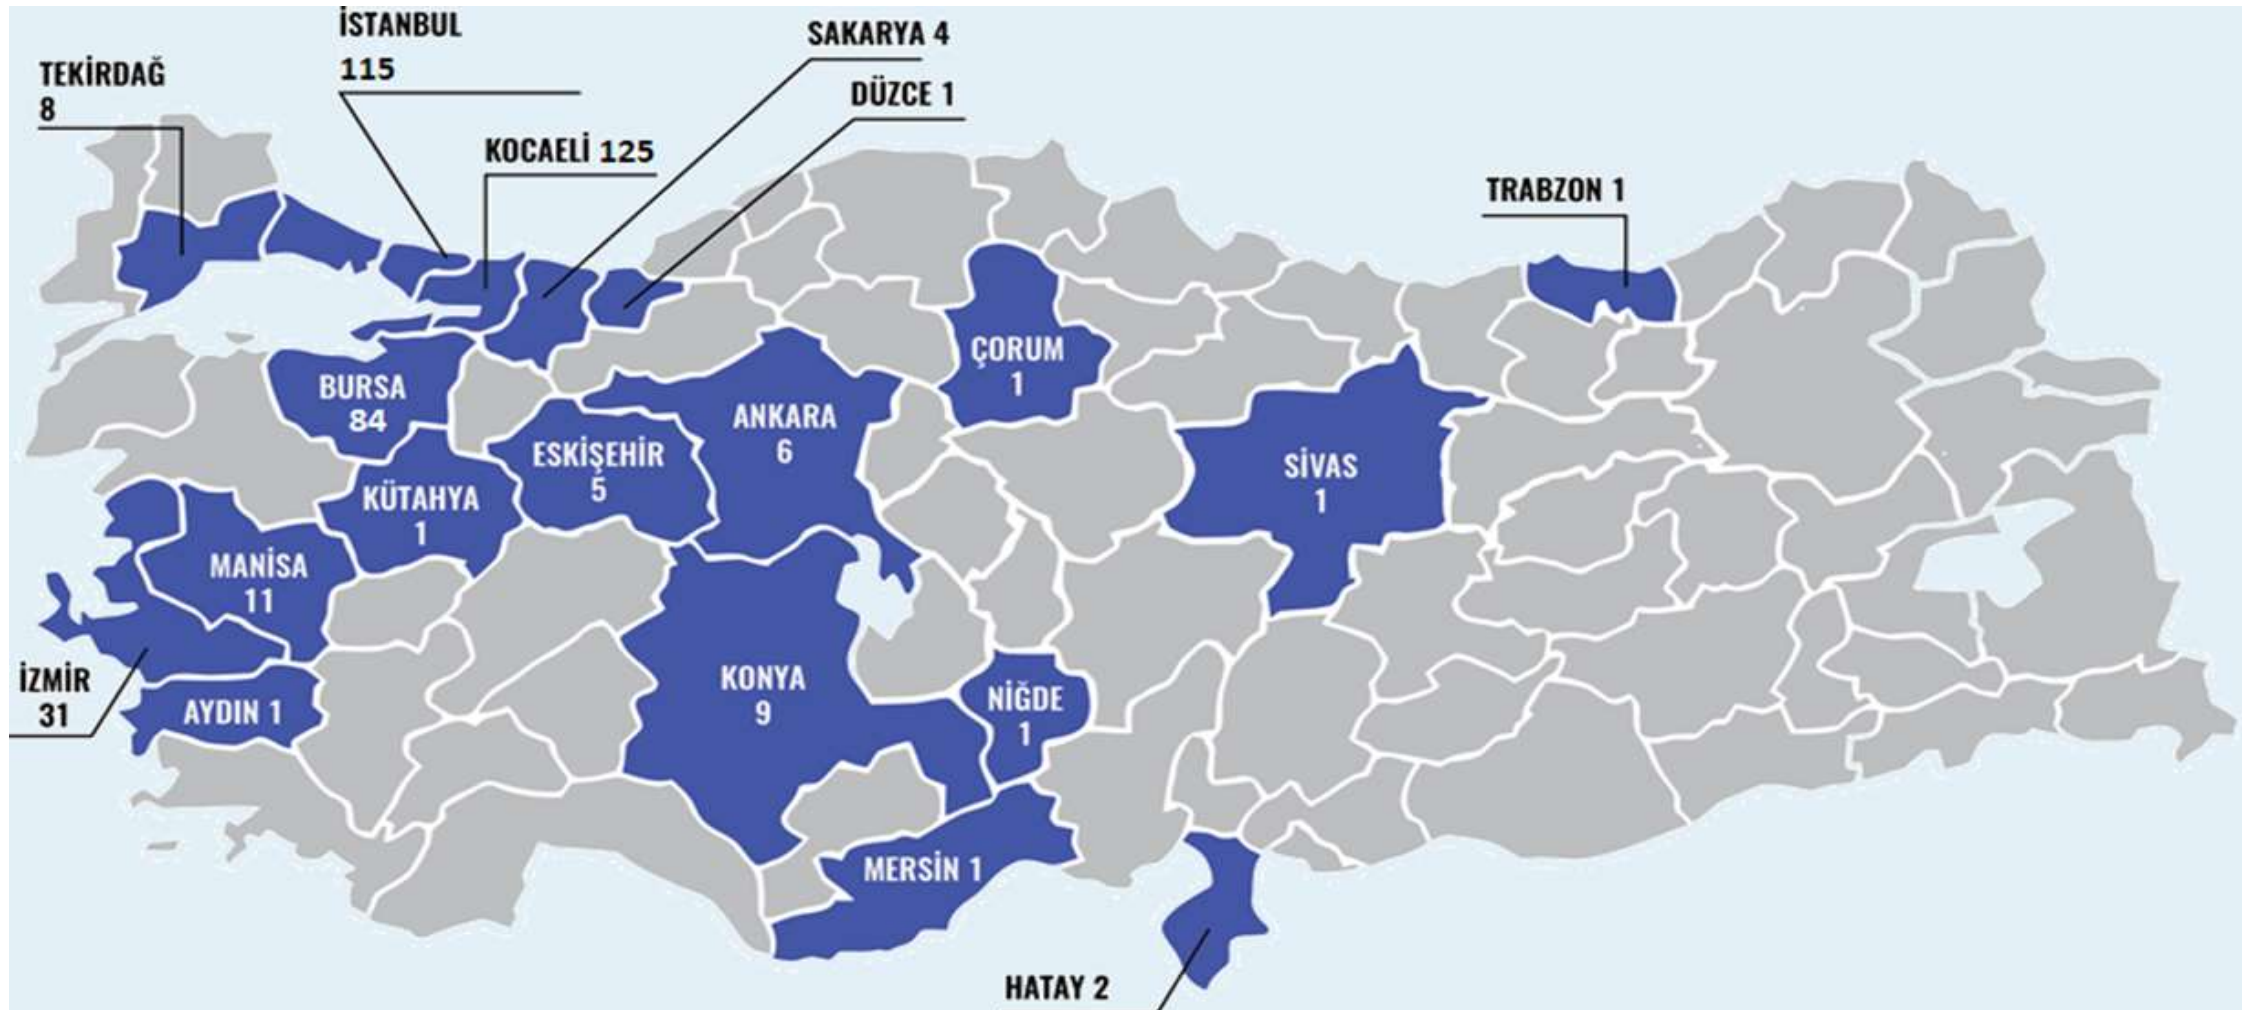 İSTANBUL
115
SAKARYA 4
TEKİRDAĞ
8
DÜZCE 1
KOCAELİ 125
TRABZON 1
ÇORUM
1
BURSA
84
ANKARA
6
ESKİŞEHİR
5
SİVAS
1
KÜTAHYA
1
MANİSA
11
İZMİR
31
AYDIN 1
KONYA
9
NİĞDE
1
MERSİN 1
HATAY 2